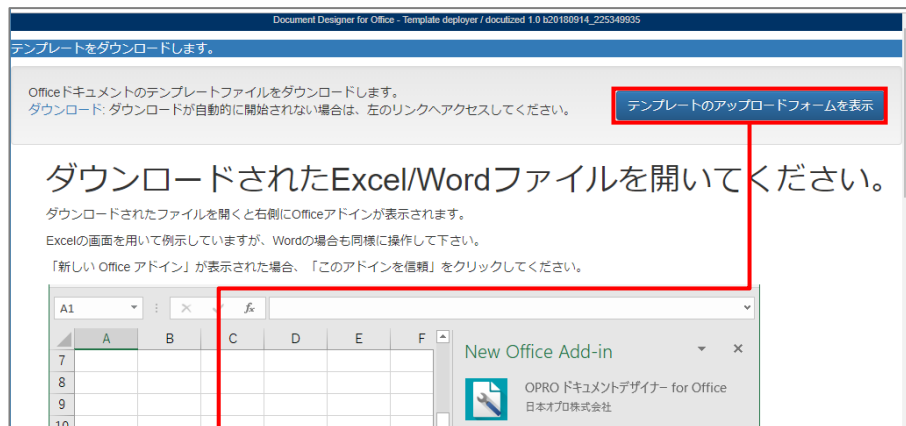 Document Designer for Office - Template deployer / docutized 1.0 b20180914_225349935
テンプレートをダウンロードします。
Officeドキュメントのテンプレートファイルをダウンロードします。
ダウンロード: ダウンロードが自動的に開始されない場合は、左のリンクへアクセスしてください。
テンプレートのアップロードフォームを表示
ダウンロードされたExcel/Wordファイルを開いてください。
ダウンロードされたファイルを開くと右側にOfficeアドインが表示されます。
Excelの画面を用いて例示していますが、Wordの場合も同様に操作して下さい。
「新しい Office アドイン」が表示された場合、「このアドインを信頼」をクリックしてください。
A1
fx
A B C D E F
7
8
9
10
New Office Add-in
OPRO ドキュメントデザイナー for Office
日本オプロ株式会社